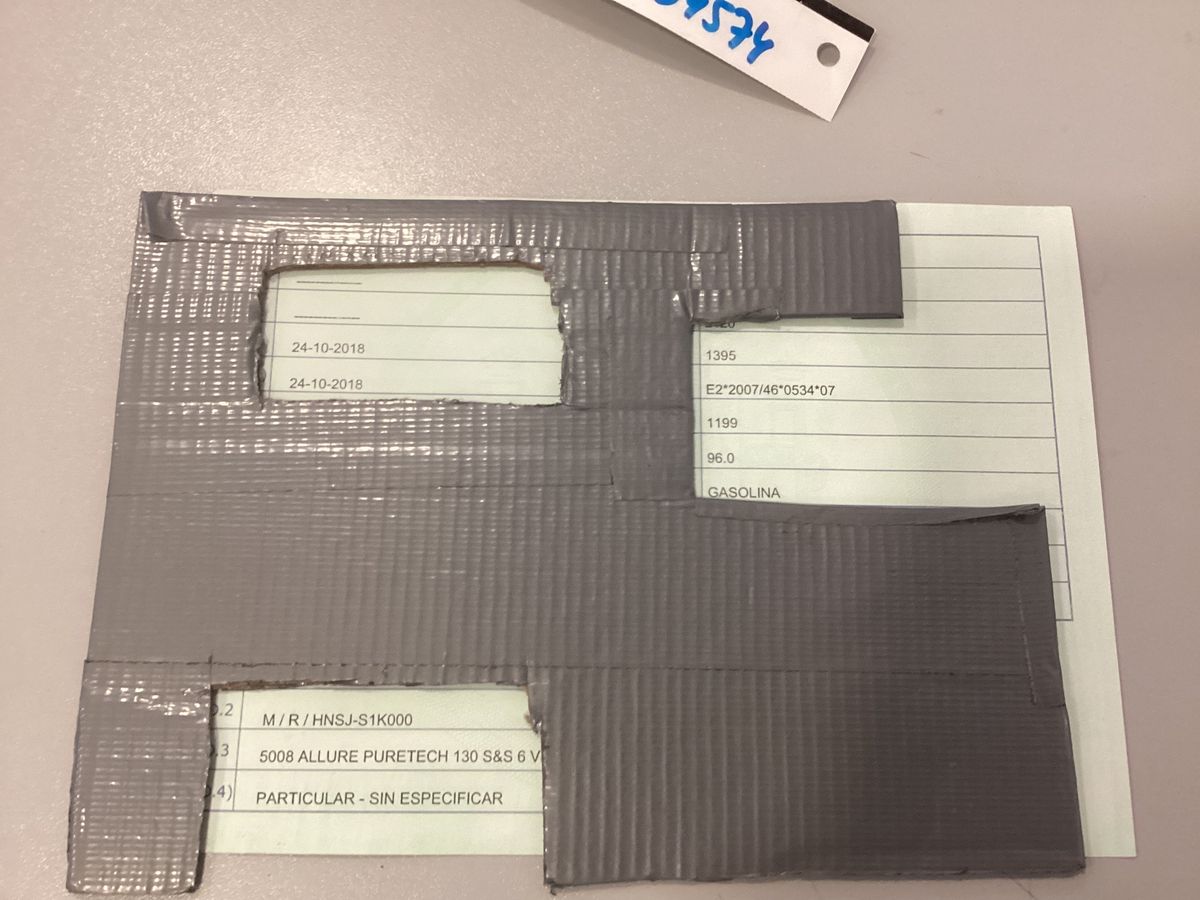 24-10-2018
24-10-2018
1395
E2*2007/46*0534*07
1199
96.0
GASOLINA
M / R / HNSJ-S1K000
5008 ALLURE PURETECH 130 S&S 6 V
PARTICULAR - SIN ESPECIFICAR